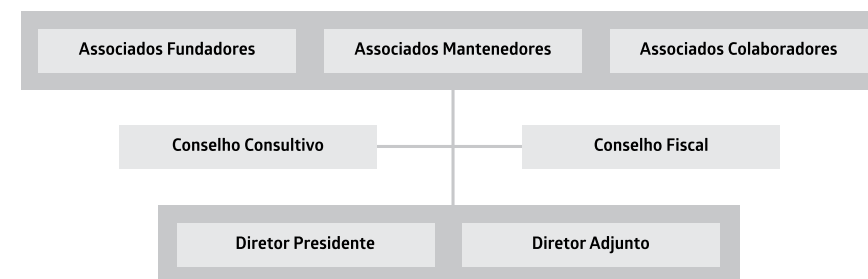 Associados Fundadores
Associados Mantenedores
Associados Colaboradores
Conselho Consultivo
Conselho Fiscal
Diretor Presidente
Diretor Adjunto